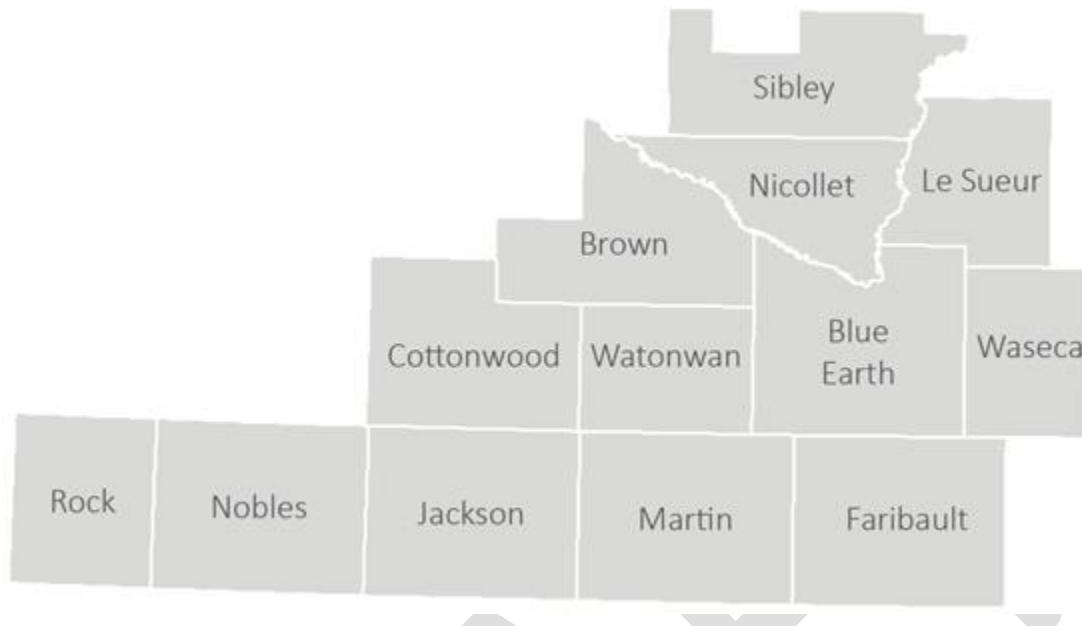 Sibley
Nicollet
Le Sueur
Brown
Blue
Earth
Cottonwood
Watonwan
Waseca
Rock
Nobles
Jackson
Martin
Faribault